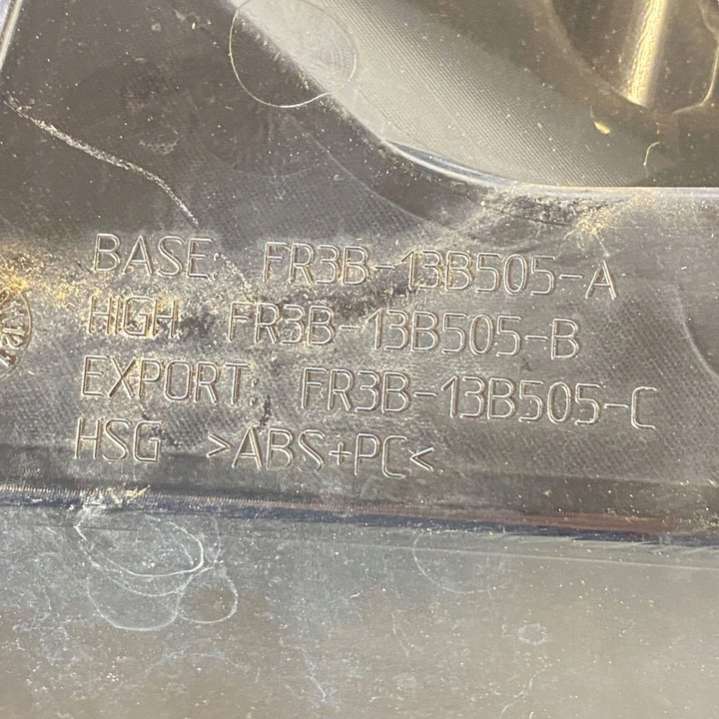 BASE: FR3B-13B505-A
HIGH FR3B-13B505-B
EXPORT: FR3B-13B505-C
HSG >ABS+PC<